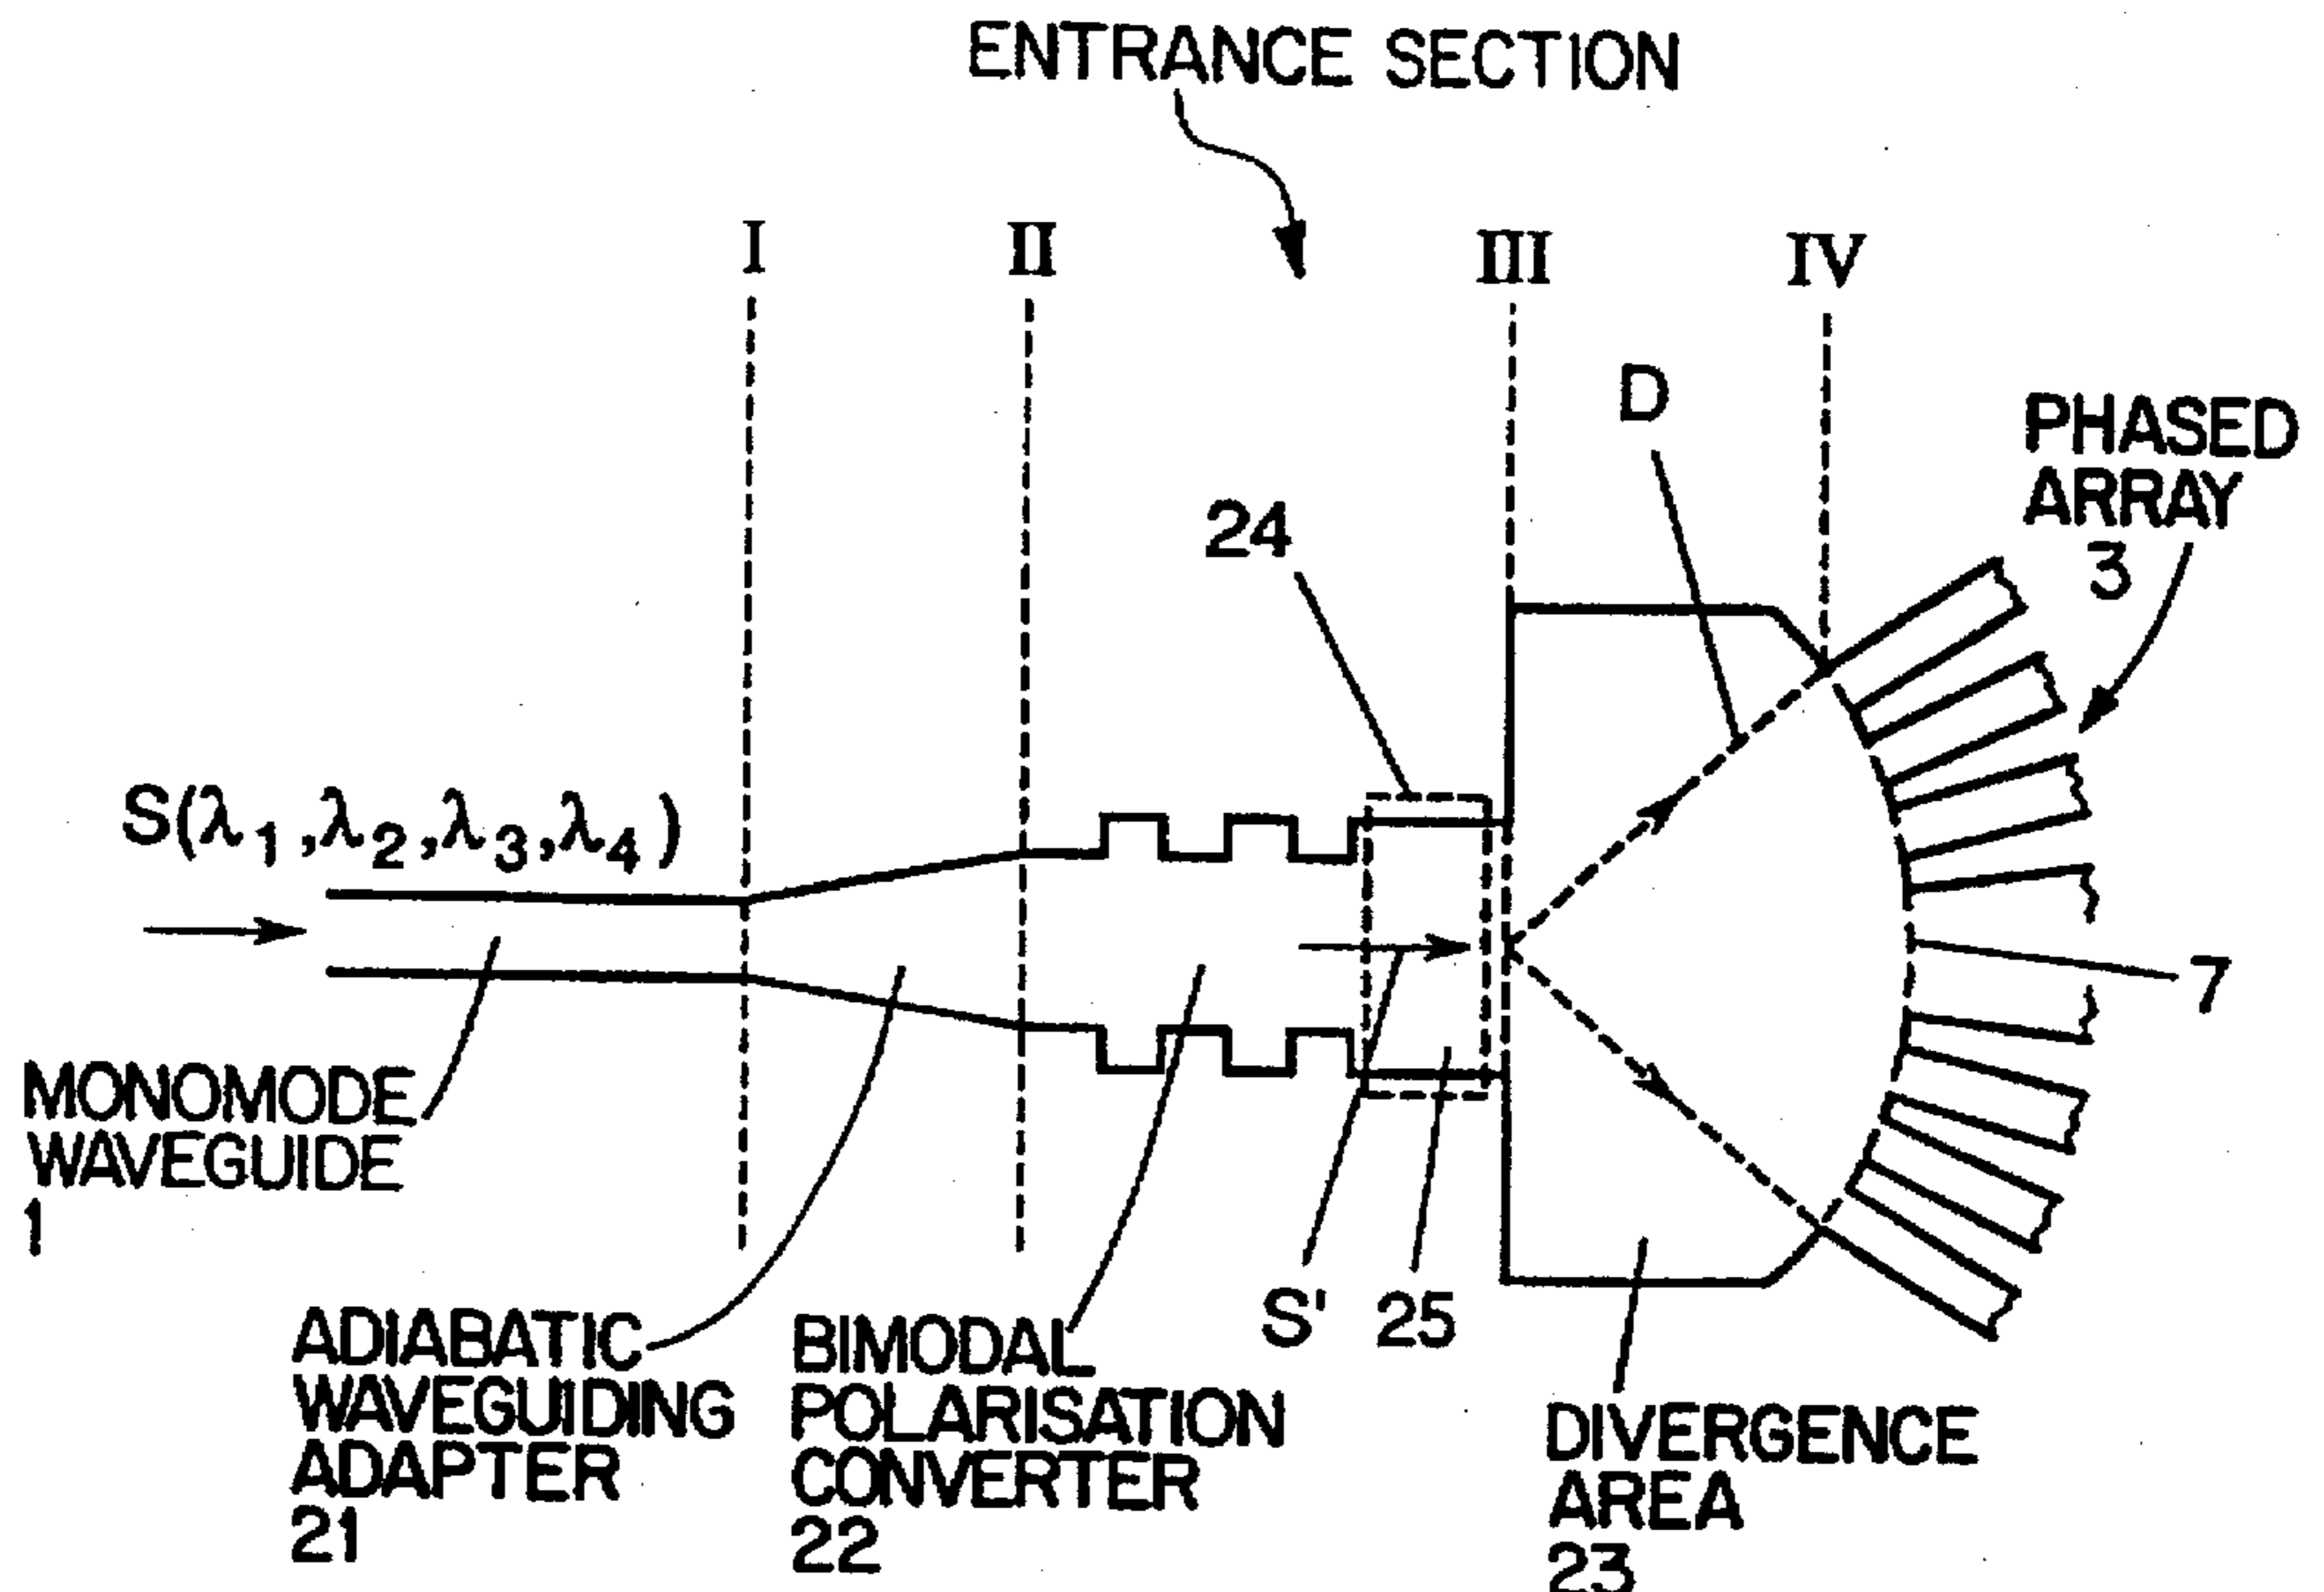 ENTRANCE SECTION
I
II
III
IV
D
PHASED
ARRAY
3
24
S(λ1,λ2,λ3,λ4)
7
MONOMODE
WAVEGUIDE
1
S'
25
ADIABATIC
WAVEGUIDING
ADAPTER
21
BIMODAL
POLARISATION
CONVERTER
22
DIVERGENCE
AREA
23